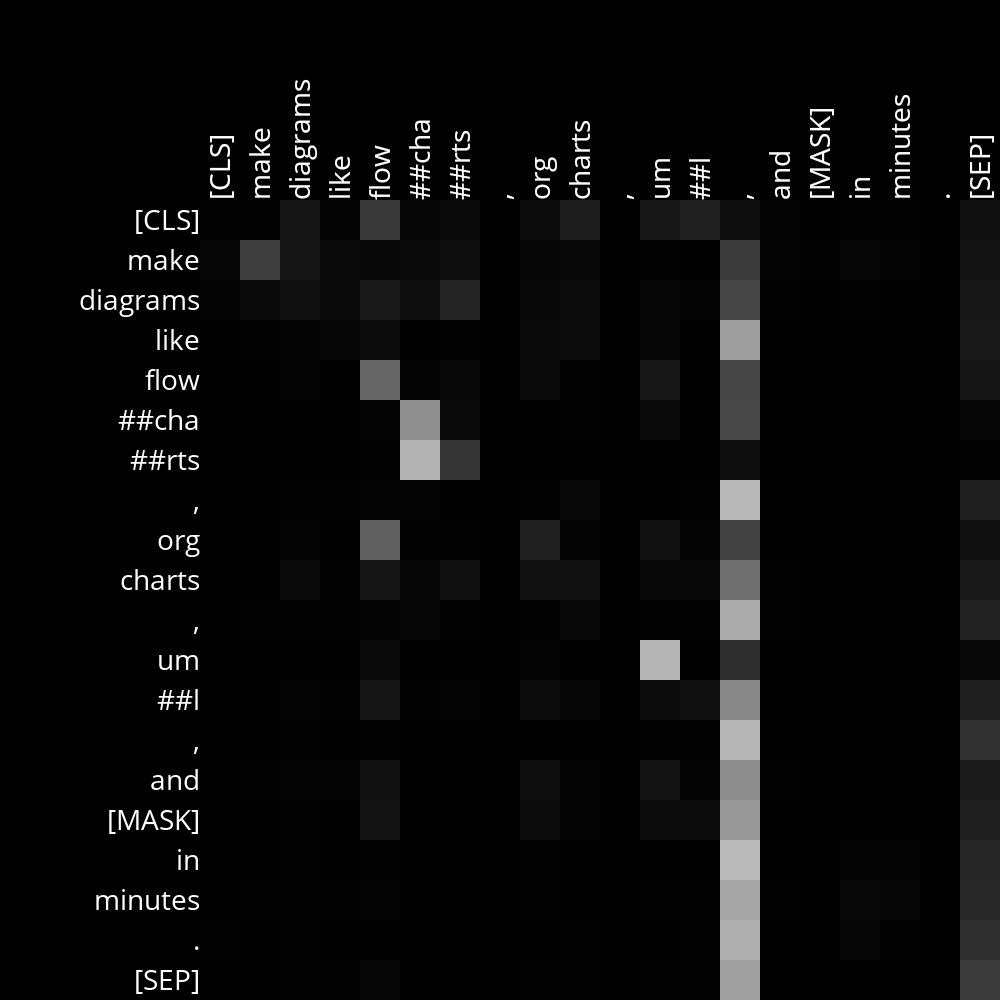 [CLS] make diagrams like flow ##cha ##rts , org charts , um ##l , and [MASK] in minutes . [SEP]
[CLS]
make
diagrams
like
flow
##cha
##rts
,
org
charts
,
um
##l
,
and
[MASK]
in
minutes
.
[SEP]